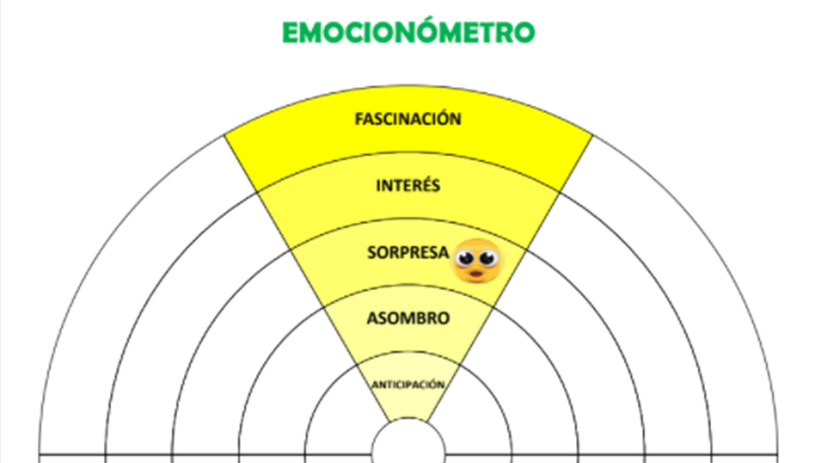 EMOCIONÓMETRO
FASCINACIÓN
INTERÉS
SORPRESA
ASOMBRO
ANTICIPACIÓN